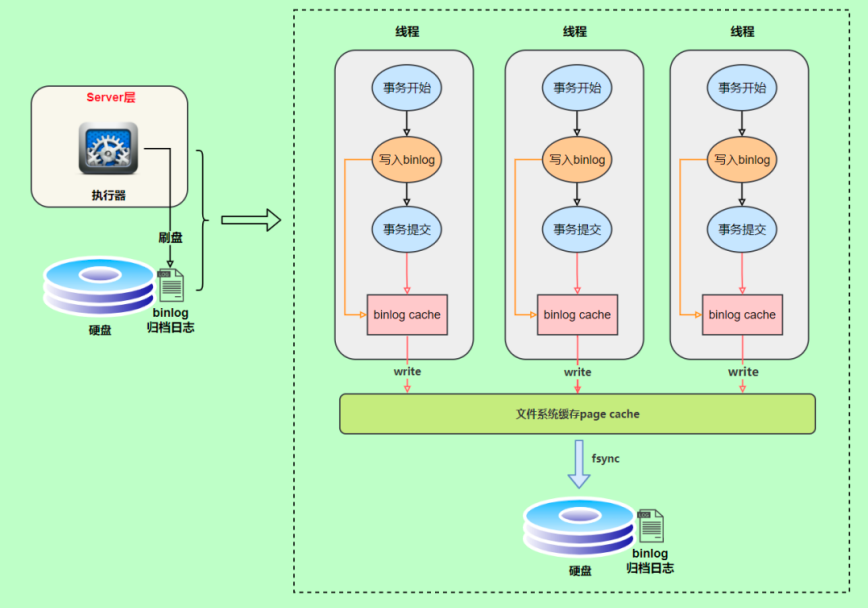 Server层
执行器
刷盘
硬盘
binlog
归档日志
线程
线程
线程
事务开始
事务开始
事务开始
写入binlog
写入binlog
写入binlog
事务提交
事务提交
事务提交
binlog cache
binlog cache
binlog cache
write
write
write
文件系统缓存page cache
fsync
LOG
硬盘
binlog
归档日志